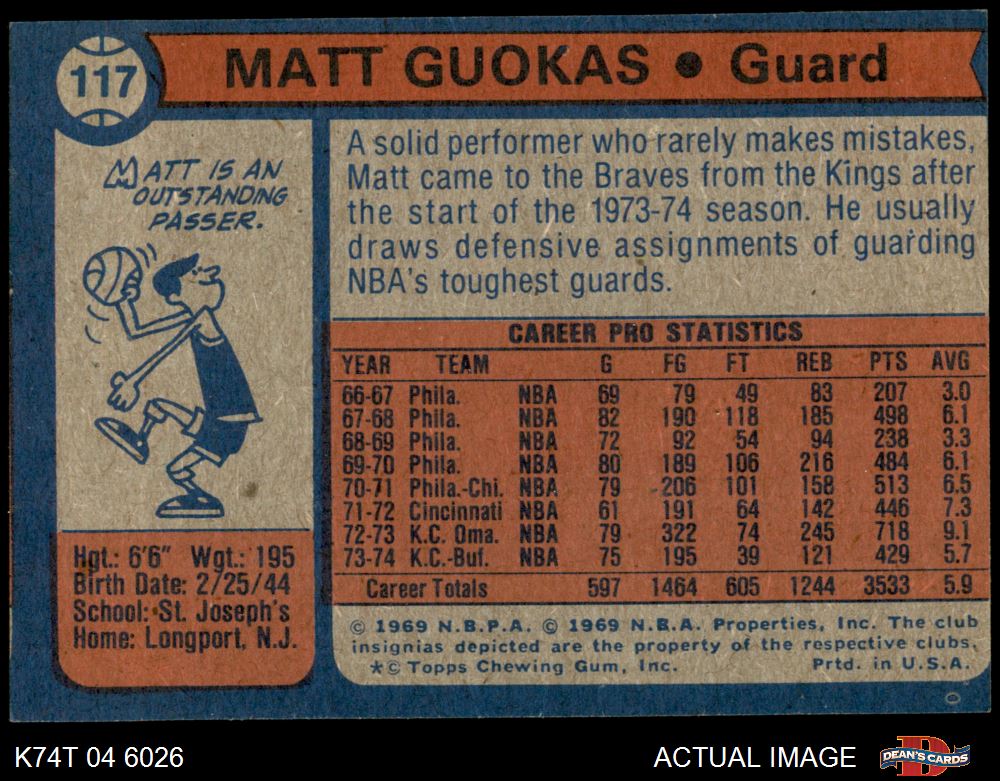 117
MATT GUOKAS • Guard
MATT IS AN
OUTSTANDING
PASSER.
A solid performer who rarely makes mistakes,
Matt came to the Braves from the Kings after
the start of the 1973-74 season. He usually
draws defensive assignments of guarding
NBA's toughest guards.
CAREER PRO STATISTICS
YEAR TEAM G FG FT REB PTS AVG
66-67 Phila. NBA 69 79 49 83 207 3.0
67-68 Phila. NBA 82 190 118 185 498 6.1
68-69 Phila. NBA 72 92 54 94 238 3.3
69-70 Phila. NBA 80 189 106 216 484 6.1
70-71 Phila.-Chi. NBA 79 206 101 158 513 6.5
71-72 Cincinnati NBA 61 191 64 142 446 7.3
72-73 K.C. Oma. NBA 79 322 74 245 718 9.1
73-74 K.C.-Buf. NBA 75 195 39 121 429 5.7
Career Totals 597 1464 605 1244 3533 5.9
Hgt.: 6'6" Wgt.: 195
Birth Date: 2/25/44
School: St. Joseph's
Home: Longport, N.J.
© 1969 N.B.P.A. © 1969 N.B.A. Properties, Inc. The club
insignias depicted are the property of the respective clubs.
*© Topps Chewing Gum, Inc. Prtd. in U.S.A.
K74T 04 6026
ACTUAL IMAGE
DEAN'S CARDS